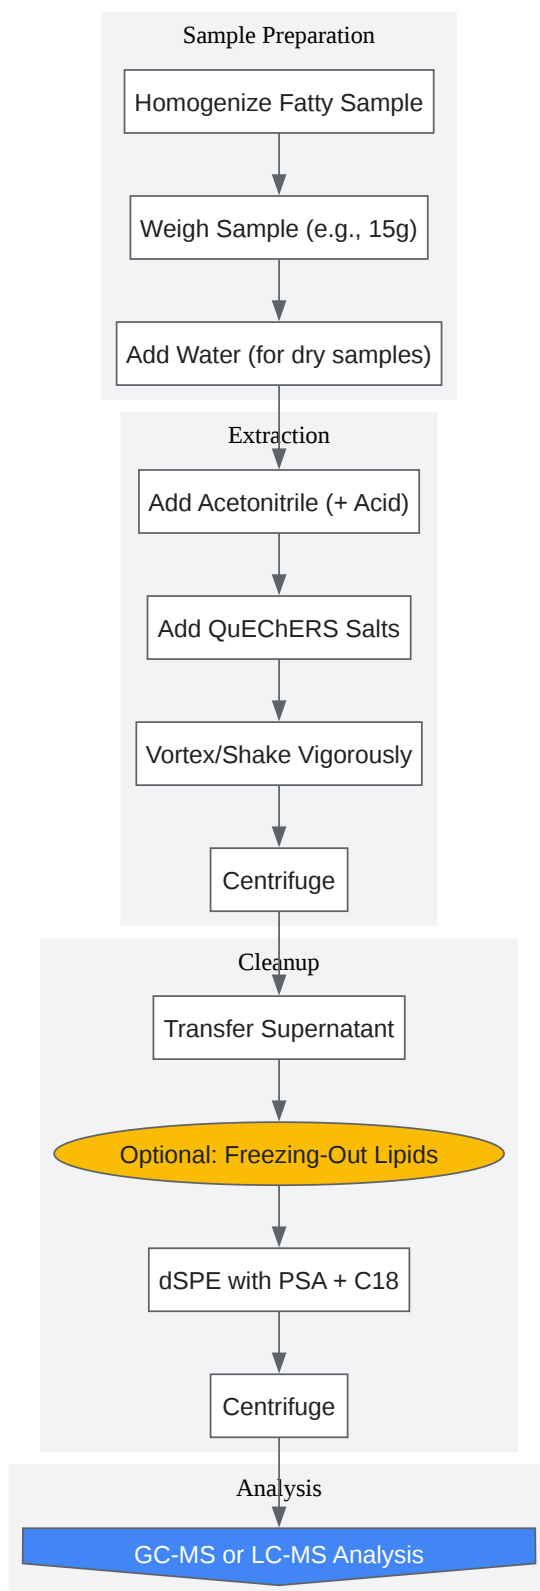 Sample Preparation
Homogenize Fatty Sample
Weigh Sample (e.g., 15g)
Add Water (for dry samples)
Extraction
Add Acetonitrile (+ Acid)
Add QuEChERS Salts
Vortex/Shake Vigorously
Centrifuge
Cleanup
Transfer Supernatant
Optional: Freezing-Out Lipids
dSPE with PSA + C18
Centrifuge
Analysis
GC-MS or LC-MS Analysis